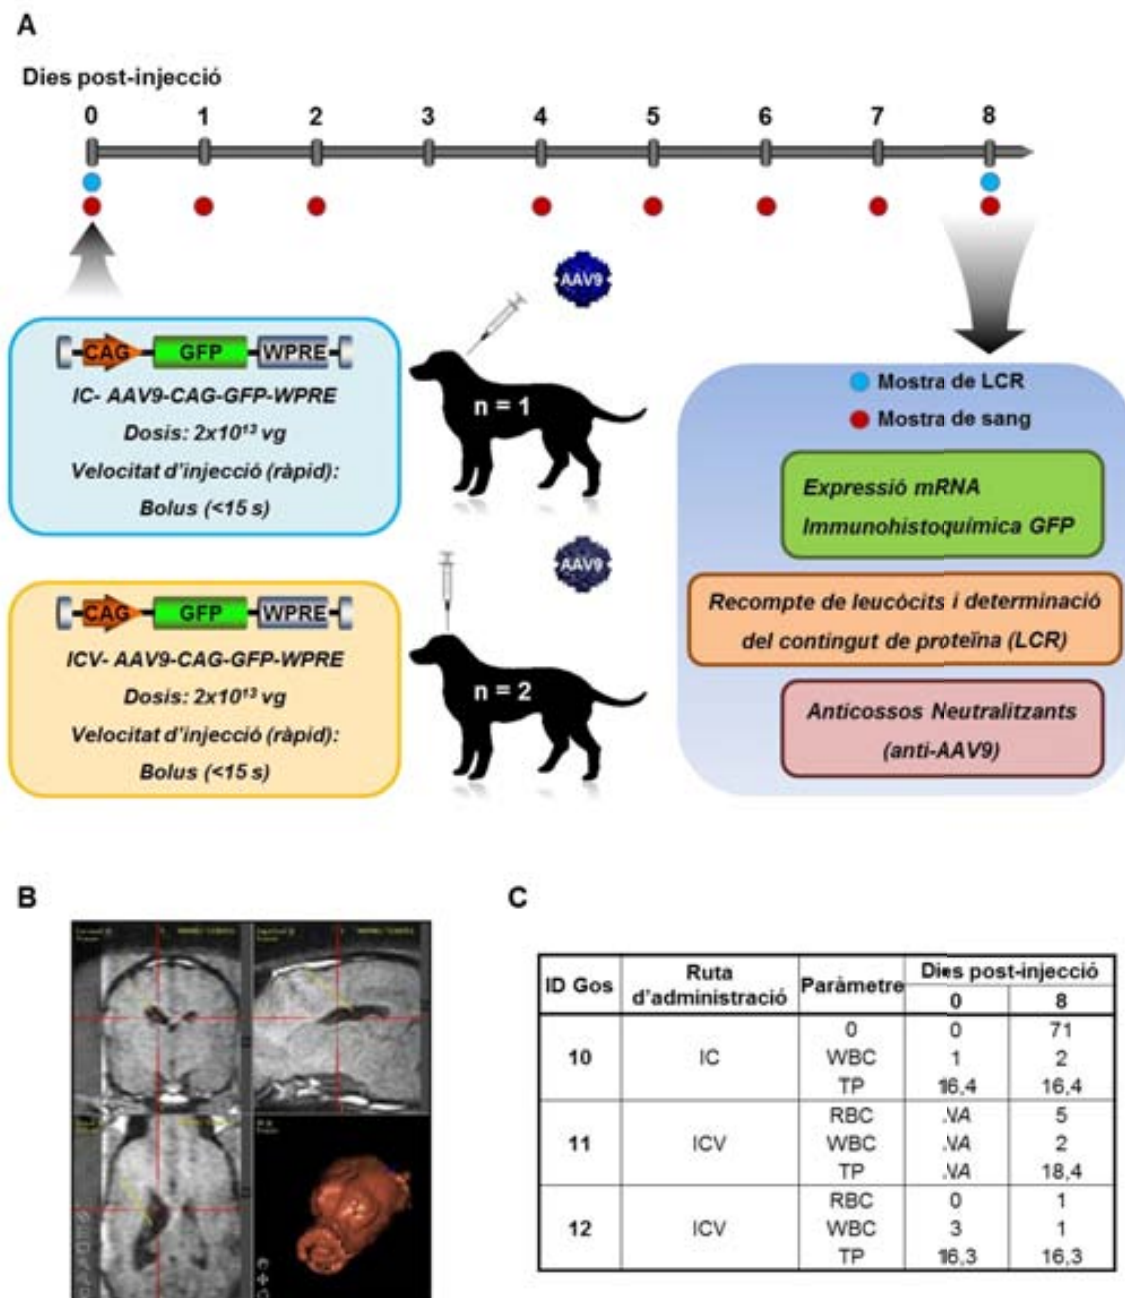 A
Dies post-injecció
0 1 2 3 4 5 6 7 8
AAV9
CAG GFP WPRE
IC- AAV9-CAG-GFP-WPRE
Dosis: 2x10¹³ vg
Velocitat d'injecció (ràpid):
Bolus (<15 s)
n = 1
Mostra de LCR
Mostra de sang
Expressió mRNA
Immunohistoquímica GFP
AAV9
CAG GFP WPRE
ICV- AAV9-CAG-GFP-WPRE
Dosis: 2x10¹³ vg
Velocitat d'injecció (ràpid):
Bolus (<15 s)
n = 2
Recompte de leucòcits i determinació
del contingut de proteïna (LCR)
Anticossos Neutralitzants
(anti-AAV9)
B
C
ID Gos Ruta d'administració Paràmetre Dies post-injecció
0 8
10 IC 0 0 71
WBC 1 2
TP 16,4 16,4
11 ICV RBC NA 5
WBC NA 2
TP NA 18,4
12 ICV RBC 0 1
WBC 3 1
TP 16,3 16,3